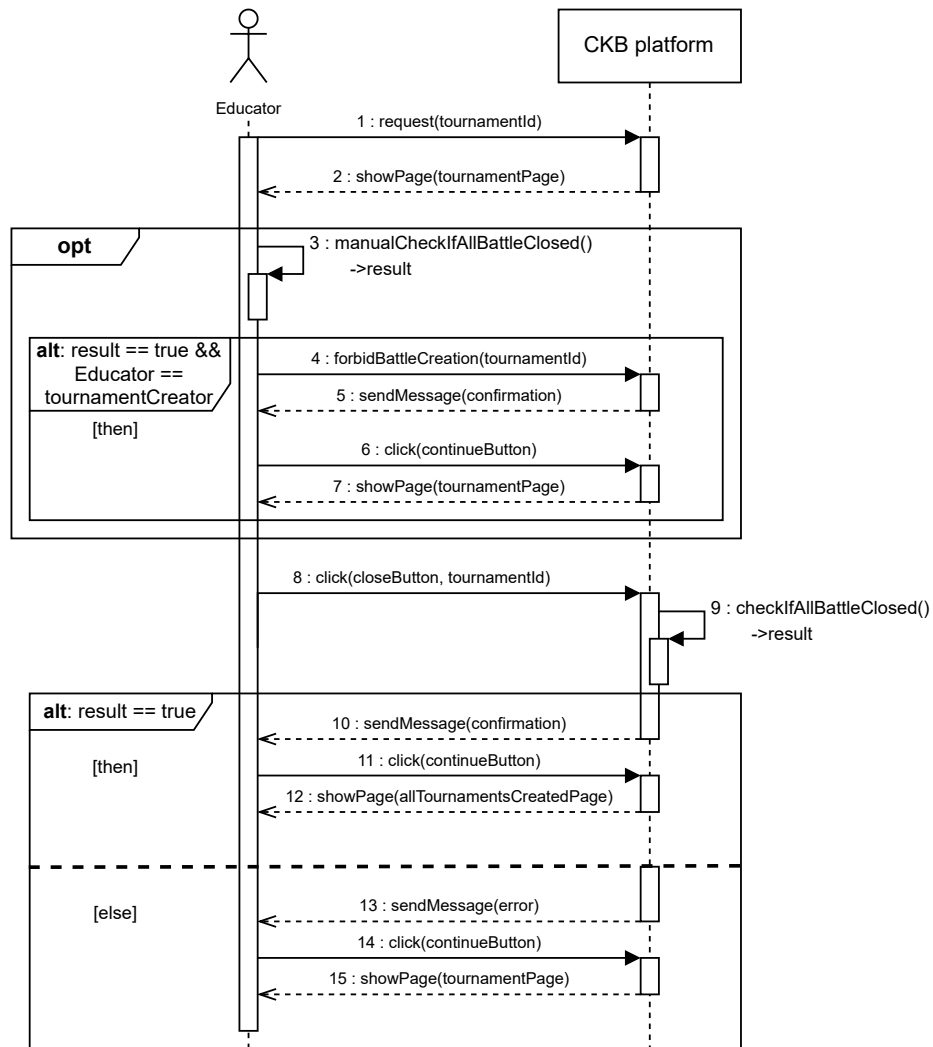 CKB platform
Educator
1 : request(tournamentId)
2 : showPage(tournamentPage)
opt
3 : manualCheckIfAllBattleClosed()
->result
alt: result == true &&
Educator ==
tournamentCreator
4 : forbidBattleCreation(tournamentId)
5 : sendMessage(confirmation)
[then]
6 : click(continueButton)
7 : showPage(tournamentPage)
8 : click(closeButton, tournamentId)
9 : checkIfAllBattleClosed()
->result
alt: result == true
10 : sendMessage(confirmation)
[then]
11 : click(continueButton)
12 : showPage(allTournamentsCreatedPage)
[else]
13 : sendMessage(error)
14 : click(continueButton)
15 : showPage(tournamentPage)